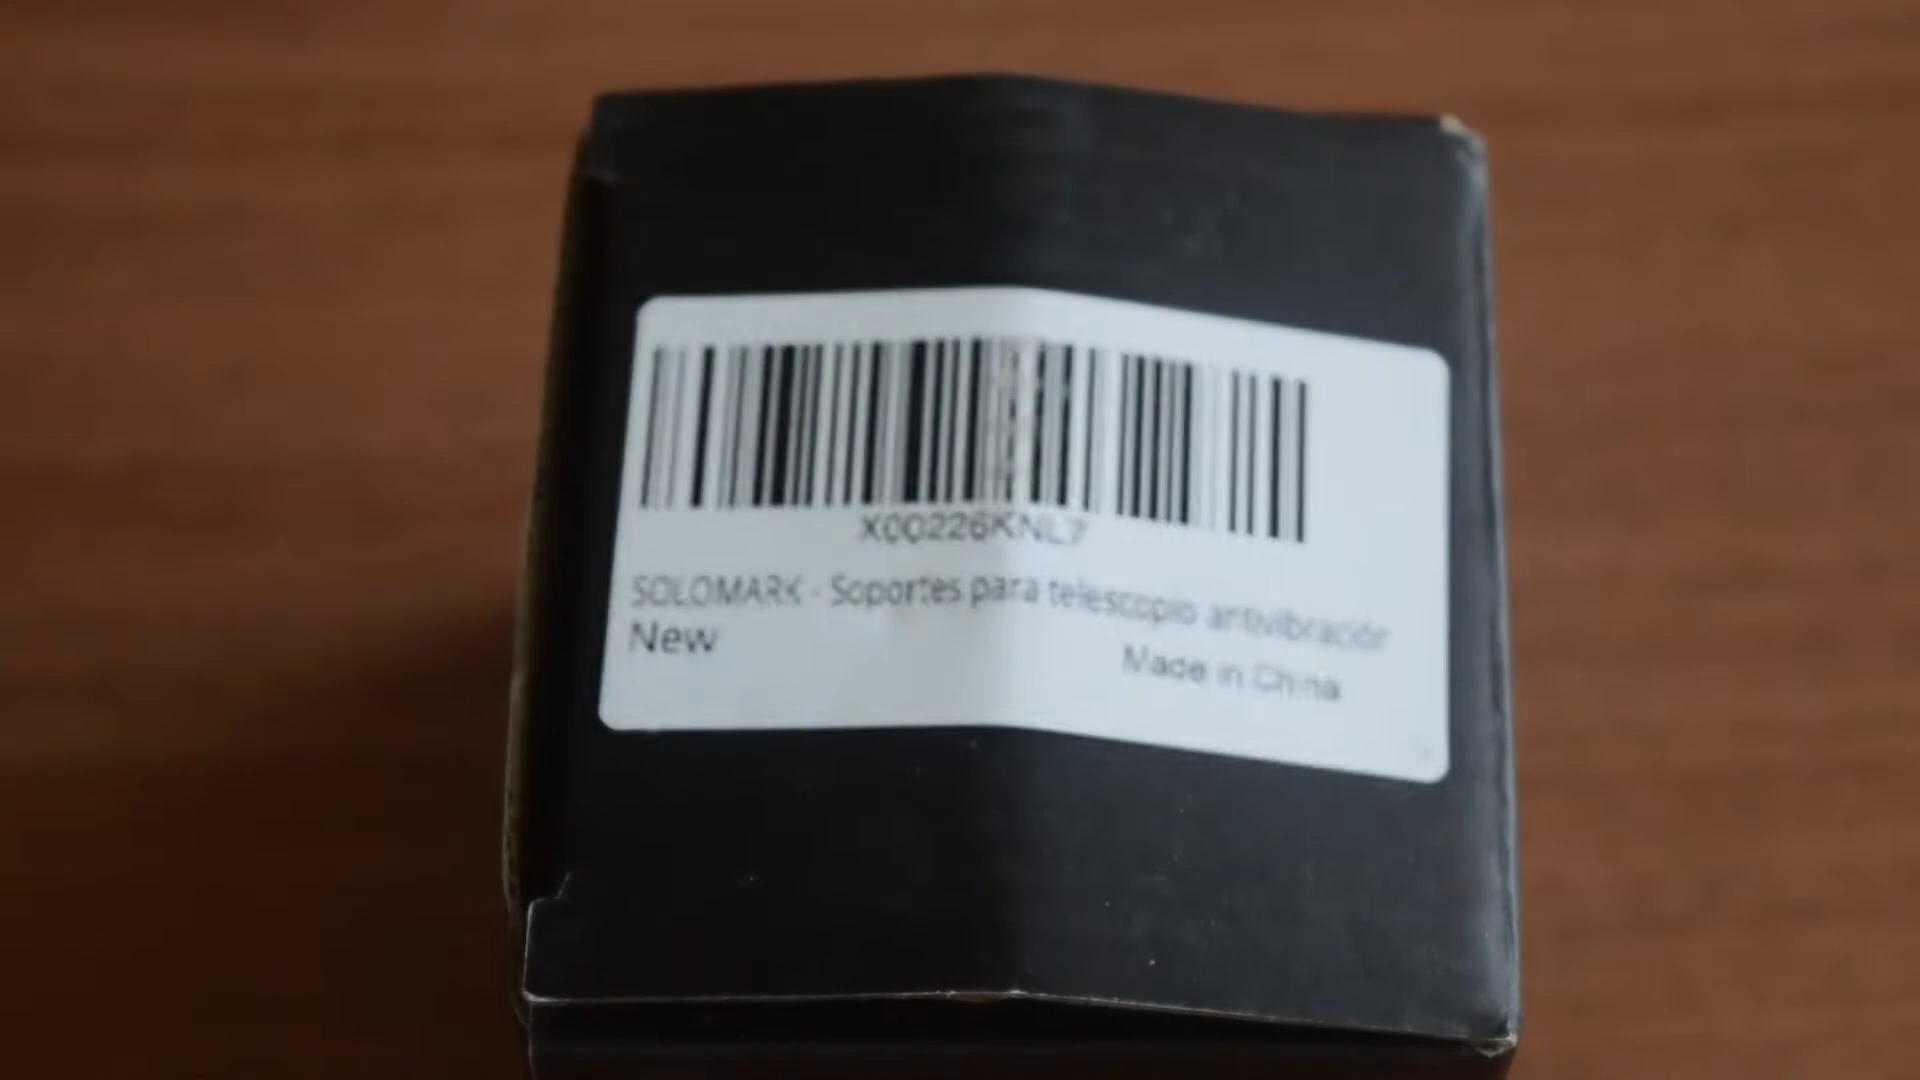 X00226KNL7
SOLOMARK - Soportes para telescopio antivibración
New
Made in China